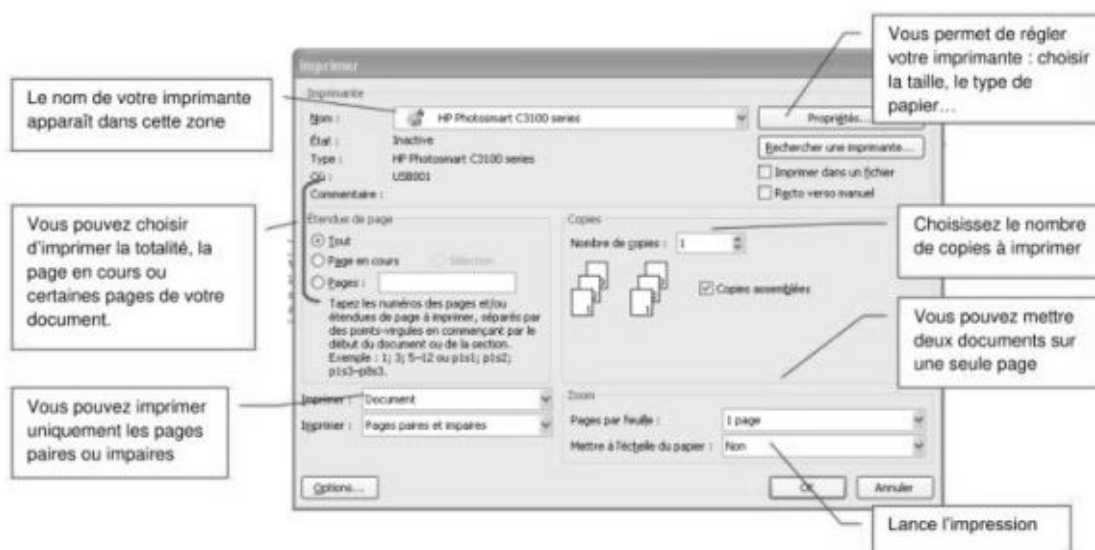 Vous permet de régler
votre imprimante : choisir
la taille, le type de
papier…
Le nom de votre imprimante
apparaît dans cette zone
Imprimer
Imprimante
Nom : HP Photosmart C3100 series Propriétés...
État : Inactive Rechercher une imprimante...
Type : HP Photosmart C3100 series
Où : USB001 Imprimer dans un fichier
Commentaire : Recto verso manuel
Vous pouvez choisir
d'imprimer la totalité, la
page en cours ou
certaines pages de votre
document.
Étendue de page
Tout
Page en cours Sélection
Pages :
Tapez les numéros des pages et/ou
étendues de page à imprimer, séparés par
des points-virgules en commençant par le
début du document ou de la section.
Exemple : 1; 3; 5-12 ou p1s1; p1s2;
p1s3-p8s3.
Copies
Nombre de copies : 1
1
1
Copies assemblées
Choisissez le nombre
de copies à imprimer
Vous pouvez mettre
deux documents sur
une seule page
Vous pouvez imprimer
uniquement les pages
paires ou impaires
Imprimer : Document
Imprimer : Pages paires et impaires
Zoom
Pages par feuille : 1 page
Mettre à l'échelle du papier : Non
Options... OK Annuler
Lance l'impression